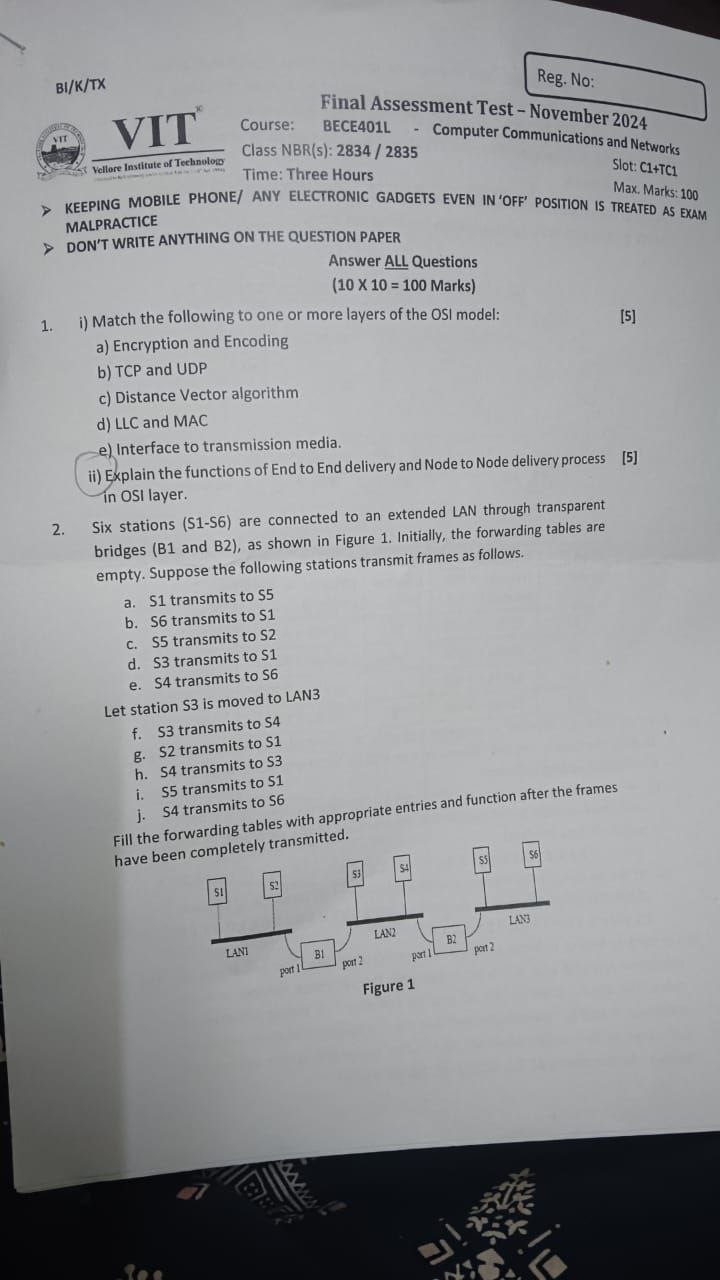 BI/K/TX
Reg. No:
VIT
VIT
Vellore Institute of Technology
Final Assessment Test – November 2024
Course: BECE401L - Computer Communications and Networks
Class NBR(s): 2834 / 2835
Slot: C1+TC1
Time: Three Hours
Max. Marks: 100
➢ KEEPING MOBILE PHONE/ ANY ELECTRONIC GADGETS EVEN IN 'OFF' POSITION IS TREATED AS EXAM
MALPRACTICE
➢ DON'T WRITE ANYTHING ON THE QUESTION PAPER
Answer ALL Questions
(10 X 10 = 100 Marks)
1. i) Match the following to one or more layers of the OSI model: [5]
a) Encryption and Encoding
b) TCP and UDP
c) Distance Vector algorithm
d) LLC and MAC
e) Interface to transmission media.
ii) Explain the functions of End to End delivery and Node to Node delivery process [5]
in OSI layer.
2. Six stations (S1-S6) are connected to an extended LAN through transparent
bridges (B1 and B2), as shown in Figure 1. Initially, the forwarding tables are
empty. Suppose the following stations transmit frames as follows.
a. S1 transmits to S5
b. S6 transmits to S1
c. S5 transmits to S2
d. S3 transmits to S1
e. S4 transmits to S6
Let station S3 is moved to LAN3
f. S3 transmits to S4
g. S2 transmits to S1
h. S4 transmits to S3
i. S5 transmits to S1
j. S4 transmits to S6
Fill the forwarding tables with appropriate entries and function after the frames
have been completely transmitted.
S1 S2 S3 S4 S5 S6
LAN1 LAN2 LAN3
port 1 B1 port 2 port 1 B2 port 2
Figure 1